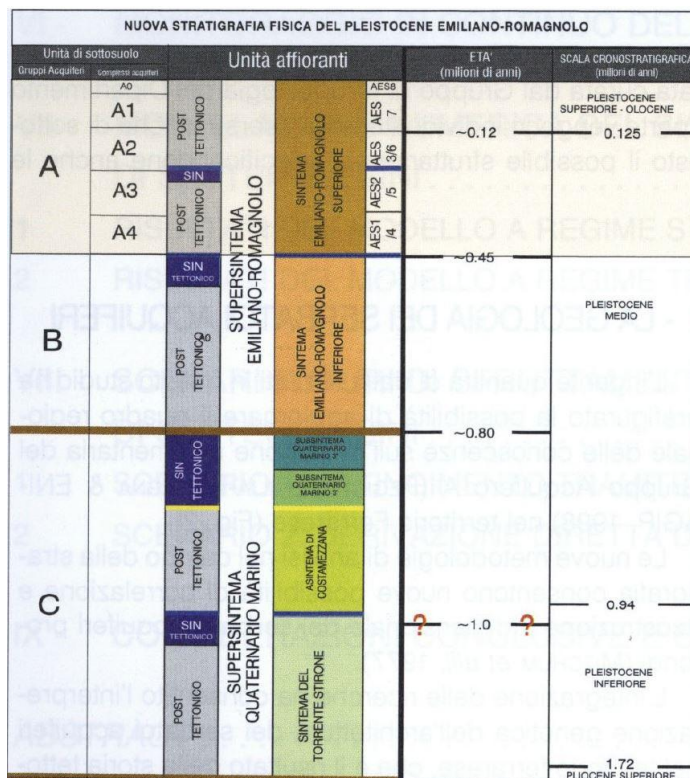 NUOVA STRATIGRAFIA FISICA DEL PLEISTOCENE EMILIANO-ROMAGNOLO
Unità di sottosuolo
Gruppi Acquiferi
Complessi acquiferi
Unità affioranti
ETA'
(milioni di anni)
SCALA CRONOSTRATIGRAFICA
(milioni di anni)
A
A0
A1
A2
A3
A4
POST
TETTONICO
SIN
POST
TETTONICO
SUPERSINTEMA
EMILIANO-ROMAGNOLO
SINTEMA
EMILIANO-ROMAGNOLO
SUPERIORE
AES8
AES
7
AES
3/6
AES2
/5
AES1
/4
~0.12
PLEISTOCENE
SUPERIORE - OLOCENE
0.125
~0.45
B
SIN
TETTONICO
POST
TETTONICO
SINTEMA
EMILIANO-ROMAGNOLO
INFERIORE
PLEISTOCENE
MEDIO
~0.80
C
SIN
TETTONICO
POST
TETTONICO
SIN
TETTONICO
POST
TETTONICO
SUPERSINTEMA
QUATERNARIO MARINO
SUBSINTEMA
QUATERNARIO
MARINO 3"
SUBSINTEMA
QUATERNARIO
MARINO 2"
ASINTEMA DI
COSTAMEZZANA
SINTEMA DEL
TORRENTE STIRONE
? ~1.0 ?
0.94
PLEISTOCENE
INFERIORE
1.72
PLIOCENE SUPERIORE